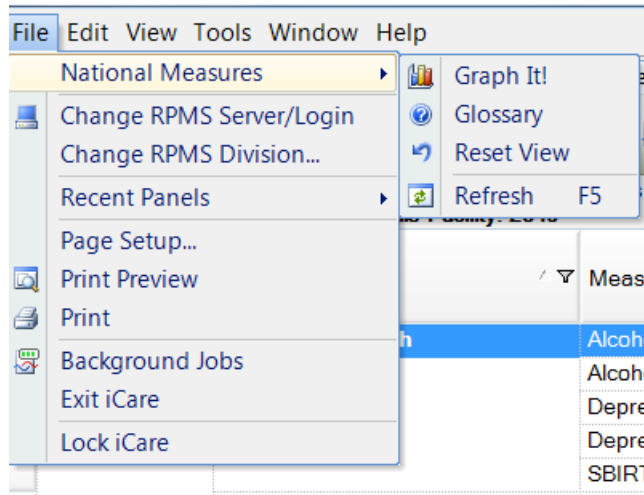 File Edit View Tools Window Help
National Measures
Graph It!
Change RPMS Server/Login
Glossary
Change RPMS Division...
Reset View
Recent Panels
Refresh F5
Page Setup...
Print Preview
Meas
Print
h
Alcoh
Background Jobs
Alcoh
Exit iCare
Depre
Depre
Lock iCare
SBIRT